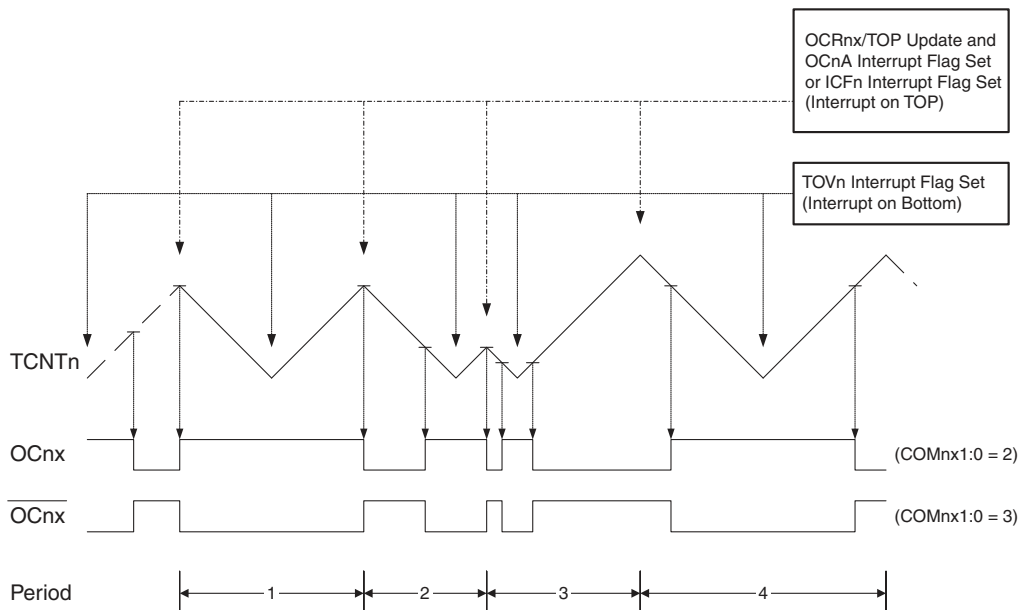 OCRnx/TOP Update and
OCnA Interrupt Flag Set
or ICFn Interrupt Flag Set
(Interrupt on TOP)
TOVn Interrupt Flag Set
(Interrupt on Bottom)
TCNTn
OCnx
(COMnx1:0 = 2)
OCnx
(COMnx1:0 = 3)
Period
1
2
3
4